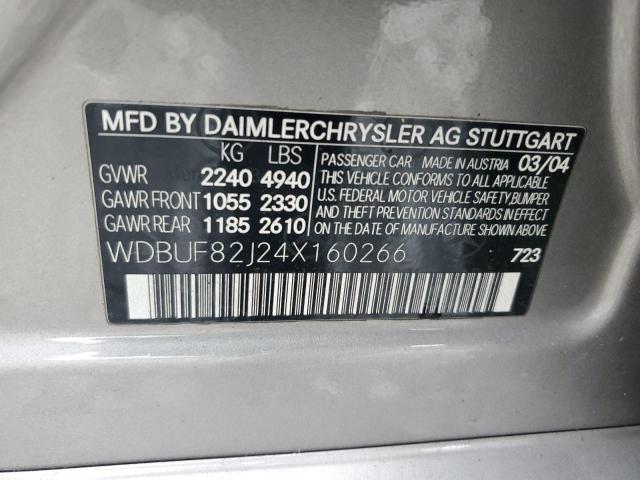 MFD BY DAIMLERCHRYSLER AG STUTTGART
KG LBS
GVWR 2240 4940
GAWR FRONT 1055 2330
GAWR REAR 1185 2610
PASSENGER CAR MADE IN AUSTRIA 03/04
THIS VEHICLE CONFORMS TO ALL APPLICABLE
U.S. FEDERAL MOTOR VEHICLE SAFETY, BUMPER
AND THEFT PREVENTION STANDARDS IN EFFECT
ON THE DATE OF MANUFACTURE SHOWN ABOVE.
WDBUF82J24X160266 723